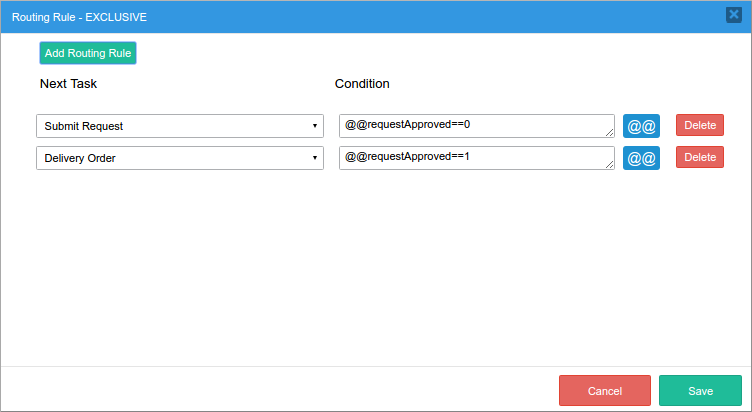 Routing Rule - EXCLUSIVE
Add Routing Rule
Next Task Condition
Submit Request @@requestApproved==0 @@ Delete
Delivery Order @@requestApproved==1 @@ Delete
Cancel Save